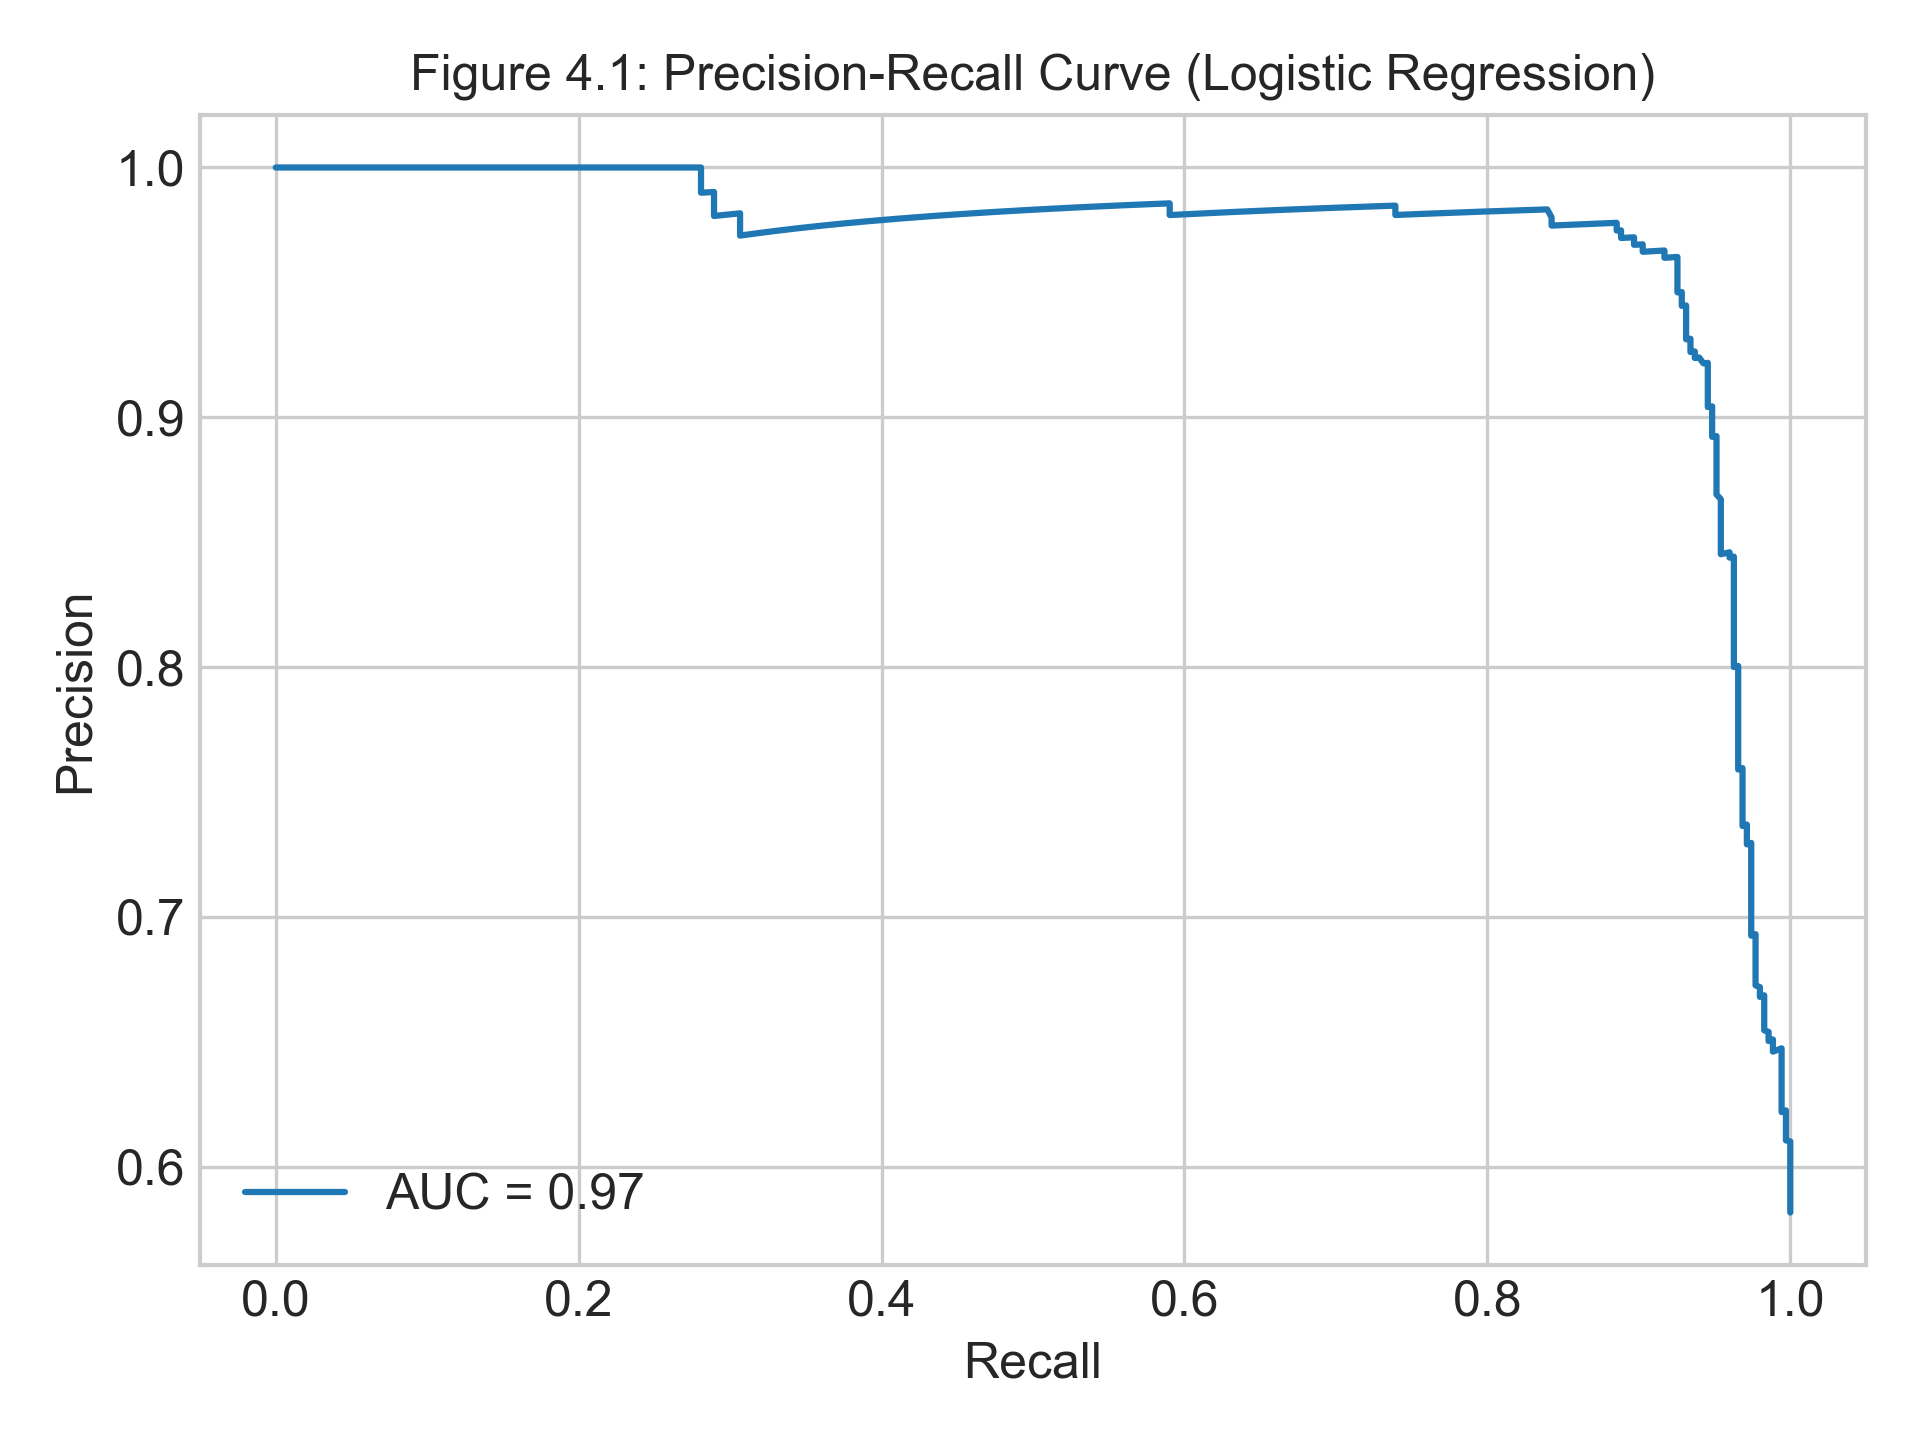 Figure 4.1: Precision-Recall Curve (Logistic Regression)
1.0
0.9
0.8
0.7
0.6
Precision
AUC = 0.97
0.0 0.2 0.4 0.6 0.8 1.0
Recall